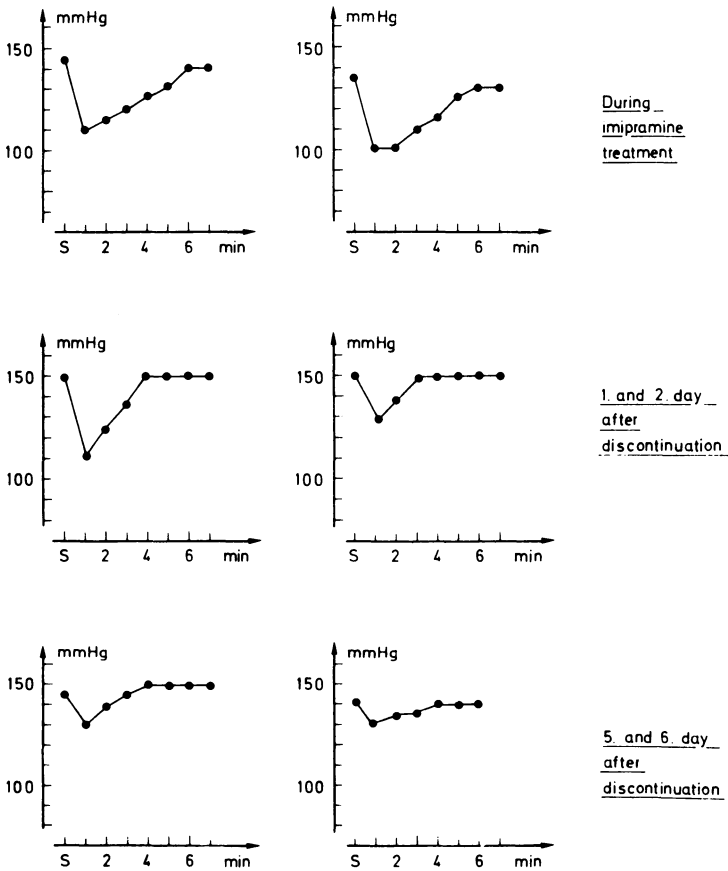 mmHg
150
100
S 2 4 6 min
mmHg
150
100
S 2 4 6 min
During
imipramine
treatment
mmHg
150
100
S 2 4 6 min
mmHg
150
100
S 2 4 6 min
1. and 2. day
after
discontinuation
mmHg
150
100
S 2 4 6 min
mmHg
150
100
S 2 4 6 min
5. and 6. day
after
discontinuation